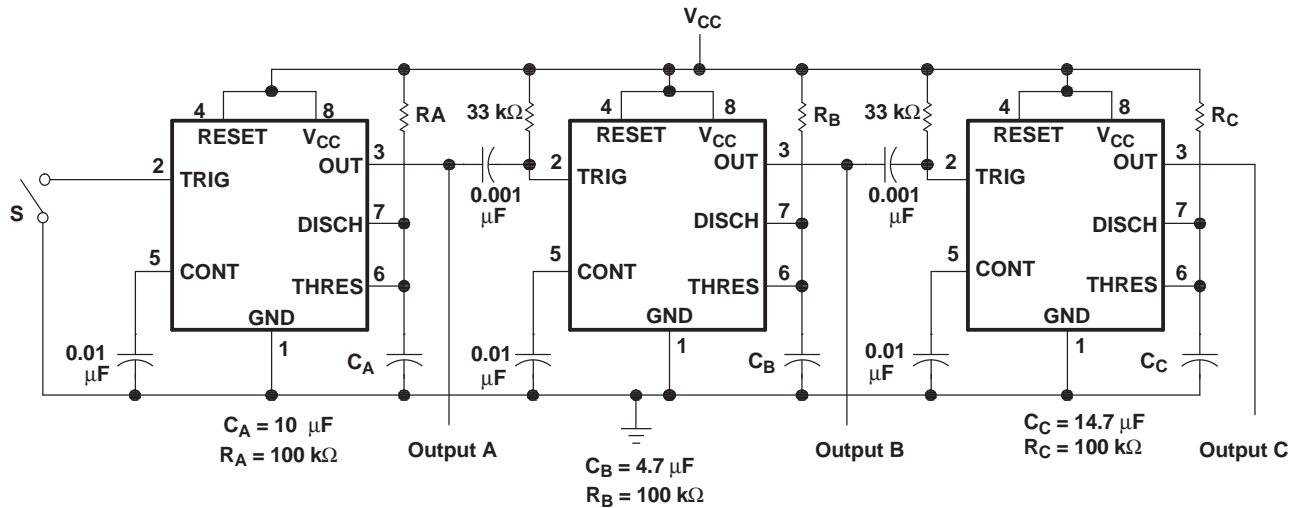 VCC
4
8
RA
33 kΩ
4
8
RB
33 kΩ
4
8
RC
RESET
VCC
RESET
VCC
RESET
VCC
2
OUT
3
2
OUT
3
2
OUT
3
TRIG
TRIG
TRIG
0.001
μF
0.001
μF
S
DISCH
7
DISCH
7
DISCH
7
5
CONT
5
CONT
5
CONT
THRES
6
THRES
6
THRES
6
GND
GND
GND
1
1
1
0.01
μF
CA
0.01
μF
CB
0.01
μF
CC
CA = 10 μF
RA = 100 kΩ
Output A
CB = 4.7 μF
RB = 100 kΩ
Output B
CC = 14.7 μF
RC = 100 kΩ
Output C